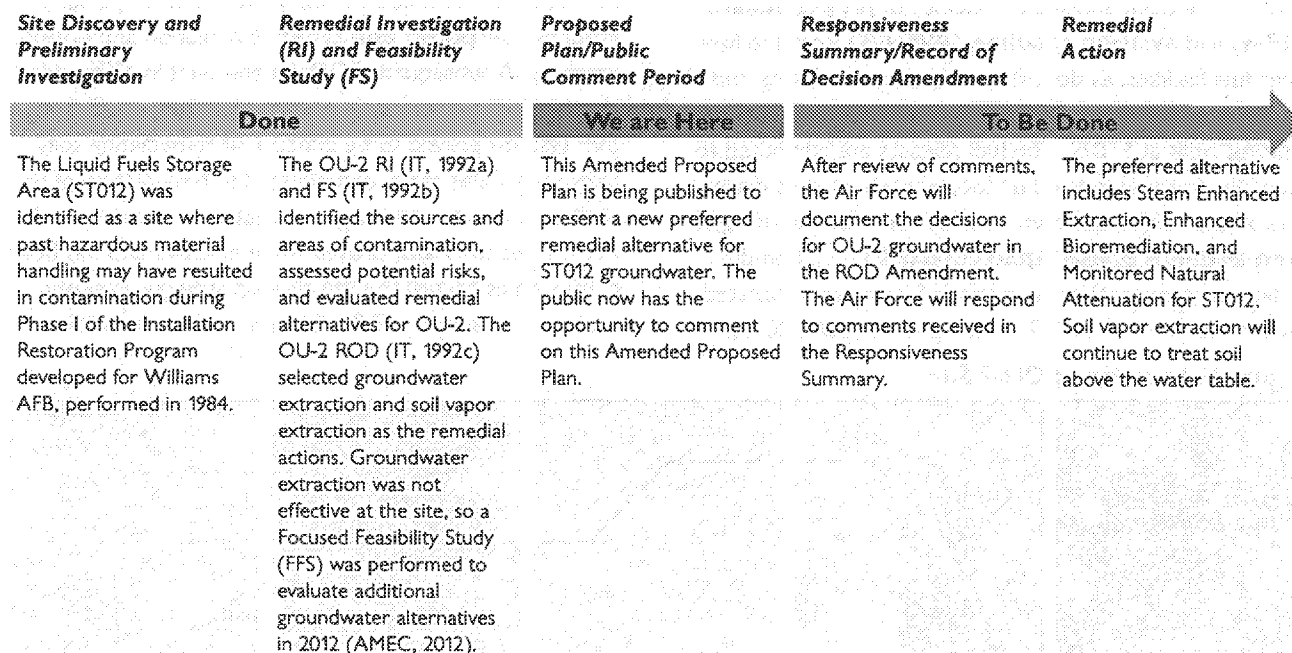 Site Discovery and
Preliminary
Investigation
Remedial Investigation
(RI) and Feasibility
Study (FS)
Proposed
Plan/Public
Comment Period
Responsiveness
Summary/Record of
Decision Amendment
Remedial
Action
Done
We are Here
To Be Done
The Liquid Fuels Storage
Area (ST012) was
identified as a site where
past hazardous material
handling may have resulted
in contamination during
Phase I of the Installation
Restoration Program
developed for Williams
AFB, performed in 1984.
The OU-2 RI (IT, 1992a)
and FS (IT, 1992b)
identified the sources and
areas of contamination,
assessed potential risks,
and evaluated remedial
alternatives for OU-2. The
OU-2 ROD (IT, 1992c)
selected groundwater
extraction and soil vapor
extraction as the remedial
actions. Groundwater
extraction was not
effective at the site, so a
Focused Feasibility Study
(FFS) was performed to
evaluate additional
groundwater alternatives
in 2012 (AMEC, 2012).
This Amended Proposed
Plan is being published to
present a new preferred
remedial alternative for
ST012 groundwater. The
public now has the
opportunity to comment
on this Amended Proposed
Plan.
After review of comments,
the Air Force will
document the decisions
for OU-2 groundwater in
the ROD Amendment.
The Air Force will respond
to comments received in
the Responsiveness
Summary.
The preferred alternative
includes Steam Enhanced
Extraction, Enhanced
Bioremediation, and
Monitored Natural
Attenuation for ST012.
Soil vapor extraction will
continue to treat soil
above the water table.